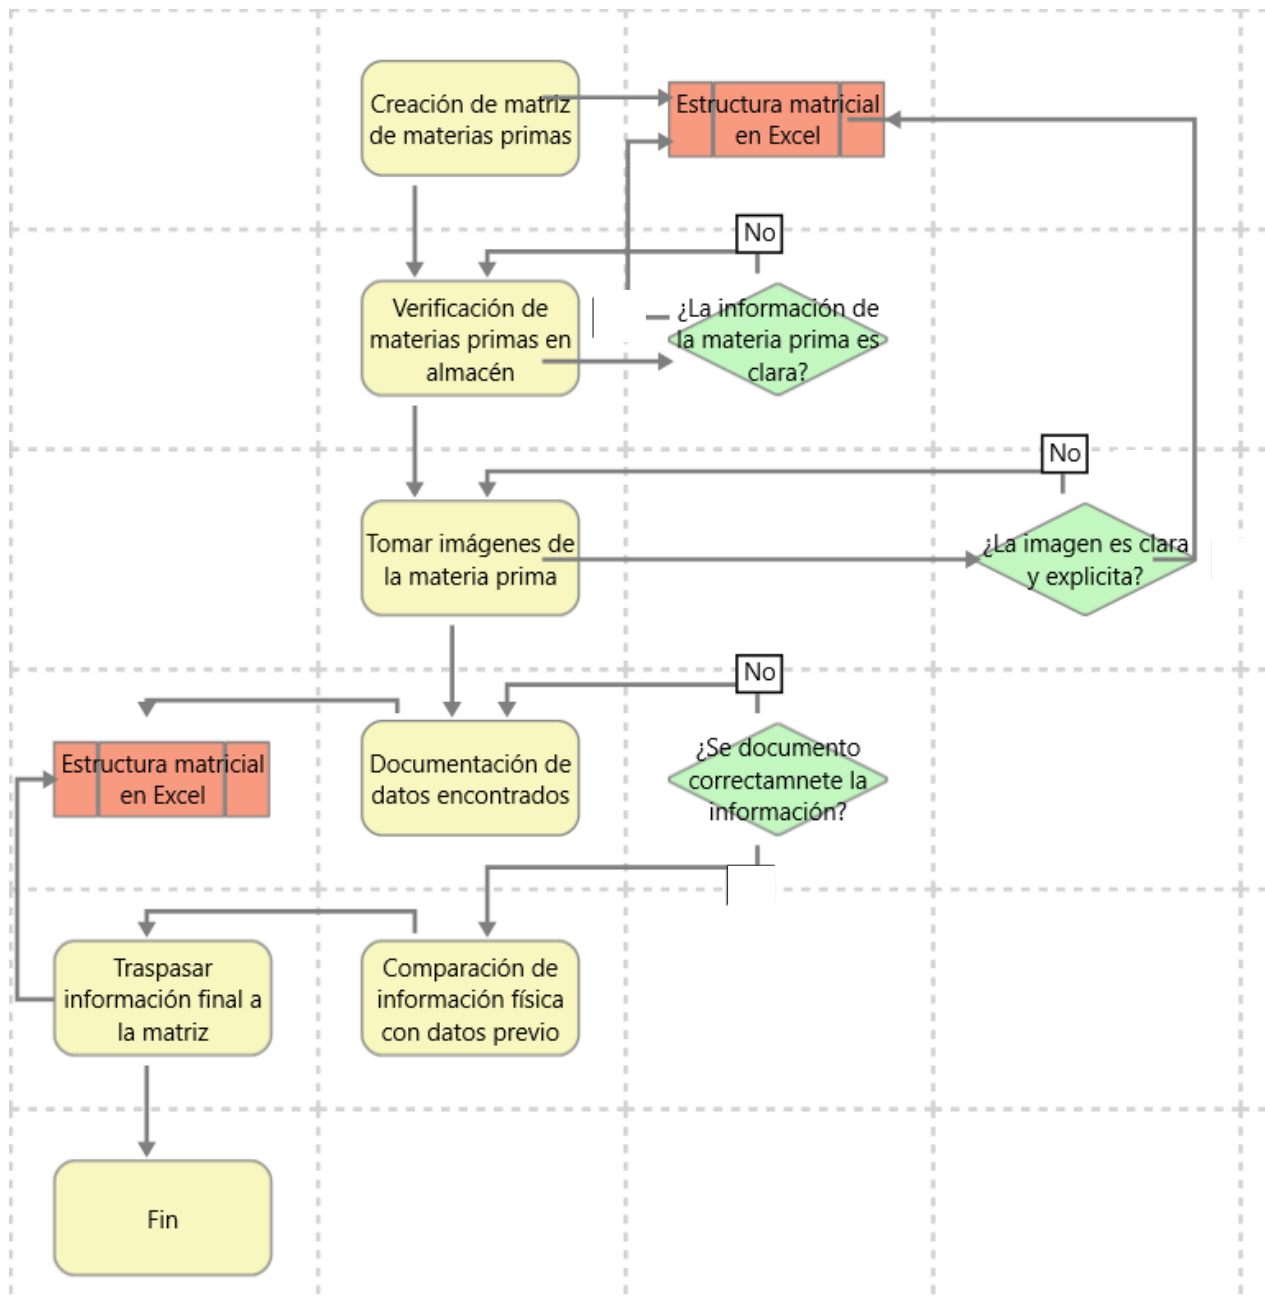 Creación de matriz
de materias primas
Estructura matricial
en Excel
No
Verificación de
materias primas en
almacén
¿La información de
la materia prima es
clara?
No
Tomar imágenes de
la materia prima
¿La imagen es clara
y explicita?
No
Estructura matricial
en Excel
Documentación de
datos encontrados
¿Se documento
correctamnete la
información?
Traspasar
información final a
la matriz
Comparación de
información física
con datos previo
Fin